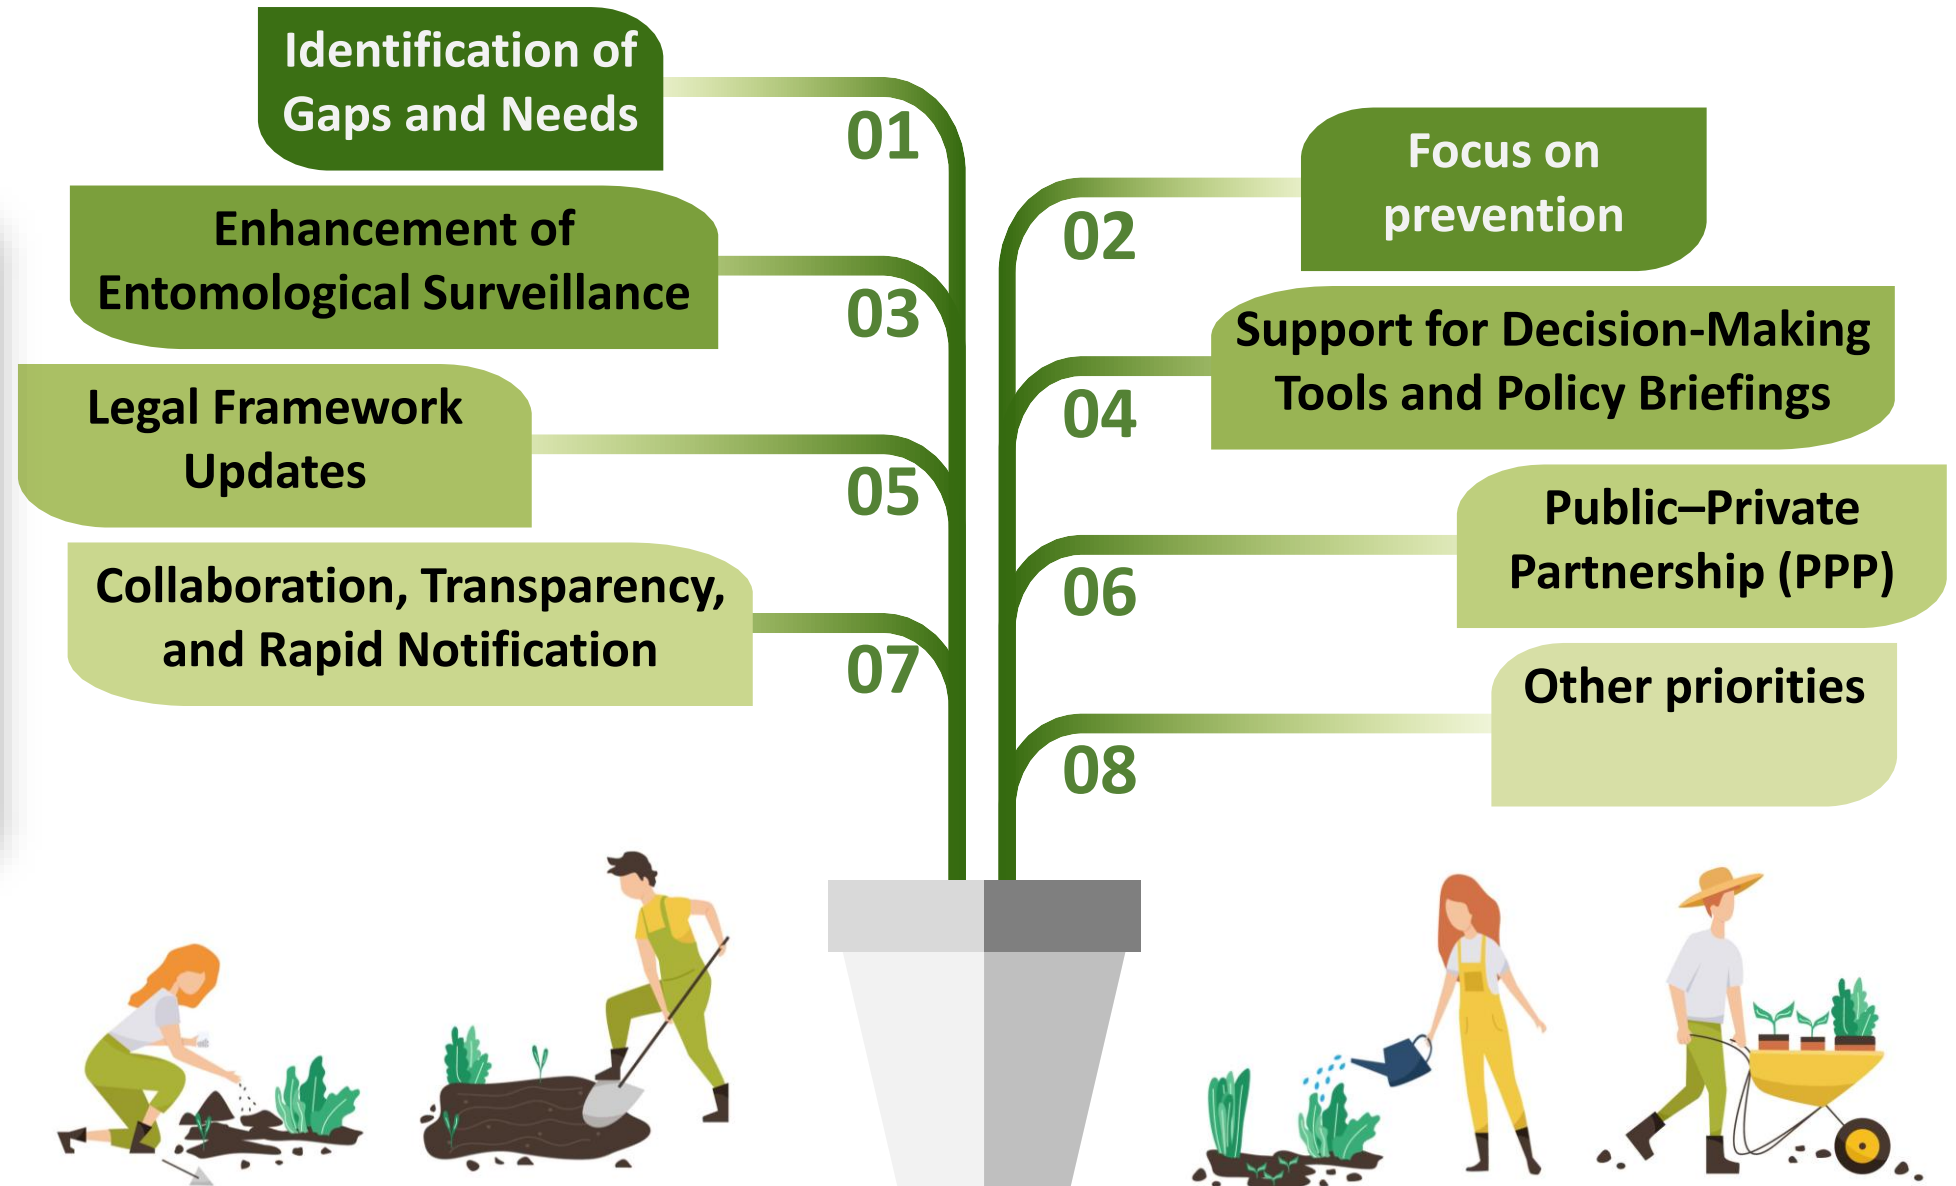 Identification of
Gaps and Needs
01
Focus on
prevention
02
Enhancement of
Entomological Surveillance
03
Support for Decision-Making
Tools and Policy Briefings
04
Legal Framework
Updates
05
Public–Private
Partnership (PPP)
06
Collaboration, Transparency,
and Rapid Notification
07
Other priorities
08